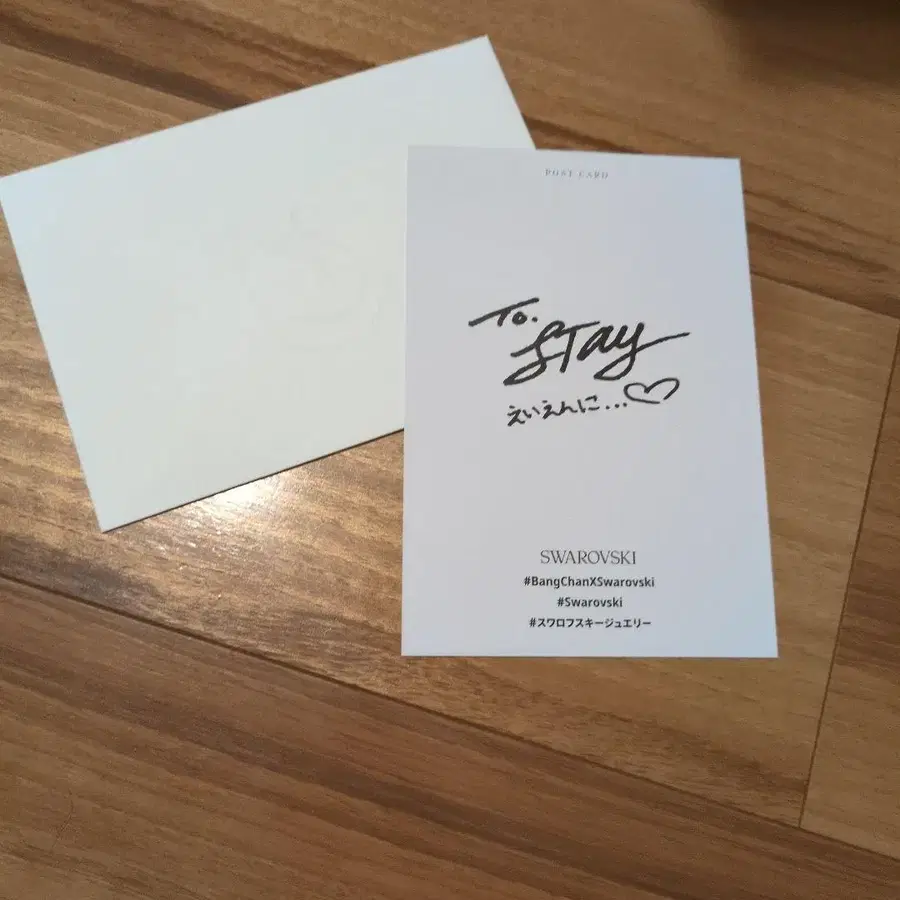 POST CARD
To.
STay
えいえんに...♡
SWAROVSKI
#BangChanXSwarovski
#Swarovski
#スワロフスキージュエリー